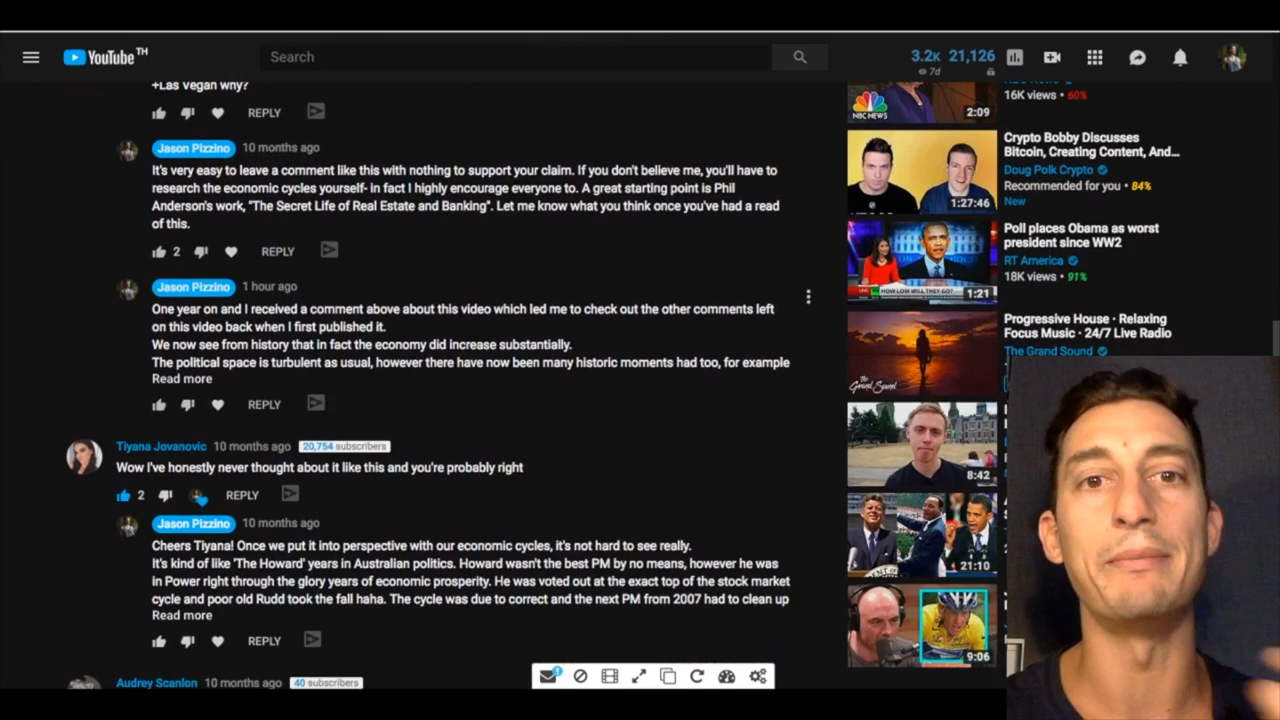 YouTube TH
Search
3.2K 21,126
7d
+Las Vegan why?
REPLY
Jason Pizzino 10 months ago
It's very easy to leave a comment like this with nothing to support your claim. If you don't believe me, you'll have to
research the economic cycles yourself- in fact I highly encourage everyone to. A great starting point is Phil
Anderson's work, "The Secret Life of Real Estate and Banking". Let me know what you think once you've had a read
of this.
2 REPLY
Jason Pizzino 1 hour ago
One year on and I received a comment above about this video which led me to check out the other comments left
on this video back when I first published it.
We now see from history that in fact the economy did increase substantially.
The political space is turbulent as usual, however there have now been many historic moments had too, for example
Read more
REPLY
Tiyana Jovanovic 10 months ago 20,754 subscribers
Wow I've honestly never thought about it like this and you're probably right
2 REPLY
Jason Pizzino 10 months ago
Cheers Tiyana! Once we put it into perspective with our economic cycles, it's not hard to see really.
It's kind of like 'The Howard' years in Australian politics. Howard wasn't the best PM by no means, however he was
in Power right through the glory years of economic prosperity. He was voted out at the exact top of the stock market
cycle and poor old Rudd took the fall haha. The cycle was due to correct and the next PM from 2007 had to clean up
Read more
REPLY
Audrey Scanlon 10 months ago 40 subscribers
NBC NEWS
2:09
16K views • 60%
1:27:46
Crypto Bobby Discusses
Bitcoin, Creating Content, And...
Doug Polk Crypto
Recommended for you • 84%
New
HOW LOW WILL THEY GO?
1:21
Poll places Obama as worst
president since WW2
RT America
18K views • 91%
The Grand Sound
Progressive House · Relaxing
Focus Music · 24/7 Live Radio
The Grand Sound
8:42
21:10
9:06